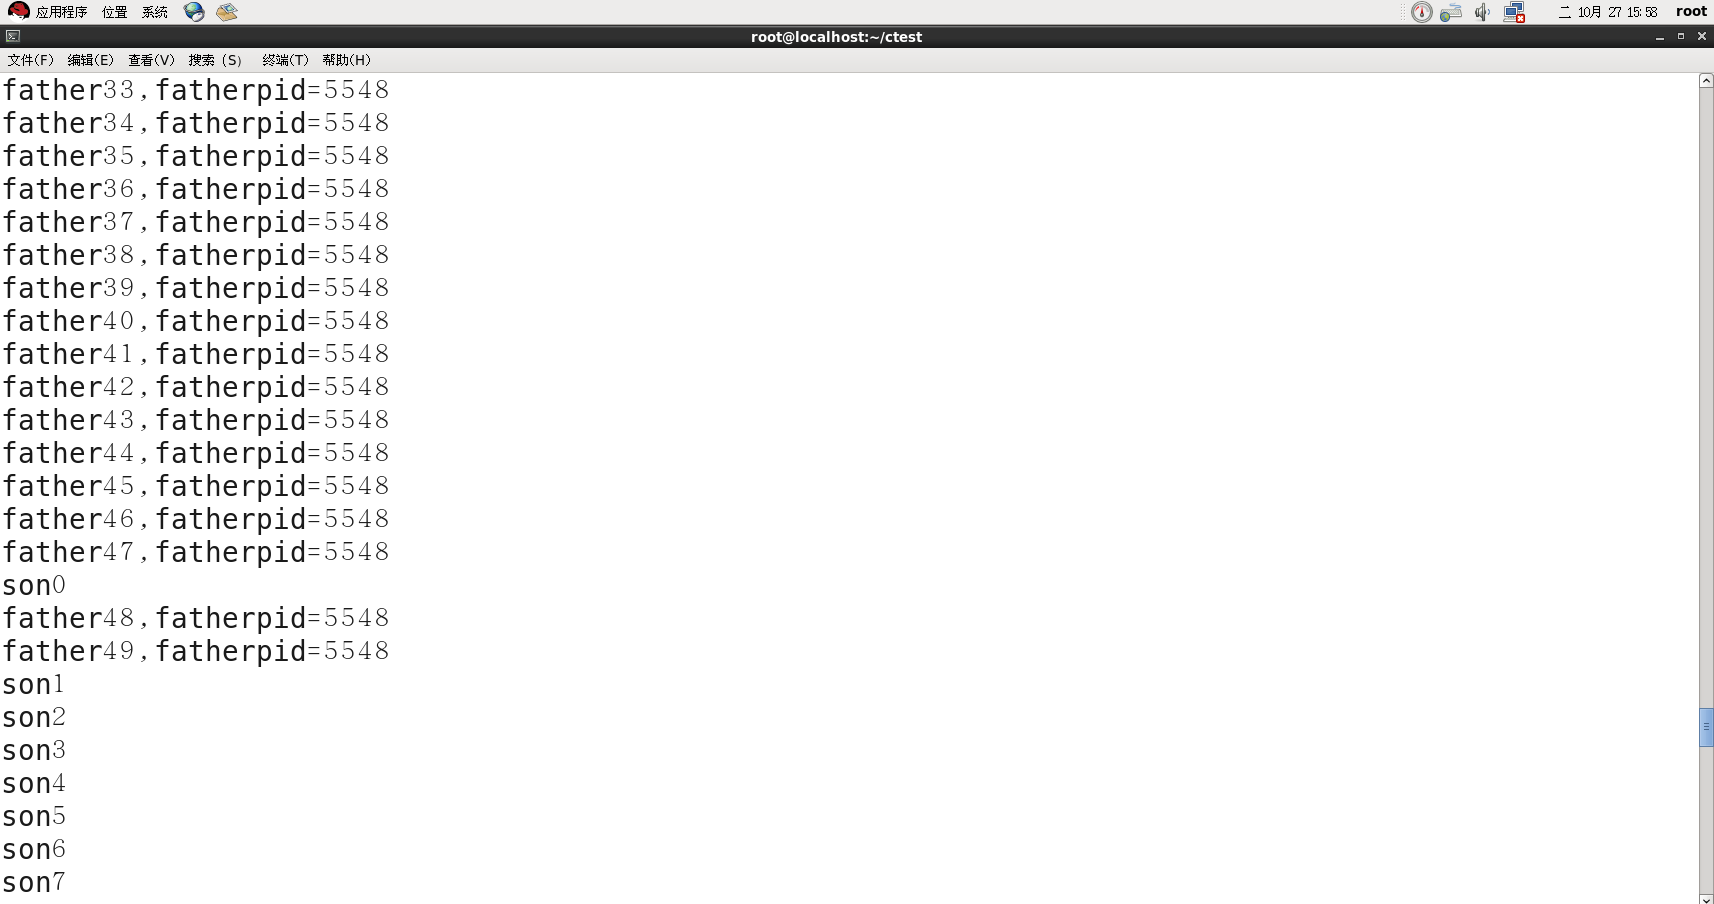 应用程序 位置 系统 二 10月 27 15:58 root
root@localhost:~/ctest
文件(F) 编辑(E) 查看(V) 搜索 (S) 终端(T) 帮助(H)
father33,fatherpid=5548
father34,fatherpid=5548
father35,fatherpid=5548
father36,fatherpid=5548
father37,fatherpid=5548
father38,fatherpid=5548
father39,fatherpid=5548
father40,fatherpid=5548
father41,fatherpid=5548
father42,fatherpid=5548
father43,fatherpid=5548
father44,fatherpid=5548
father45,fatherpid=5548
father46,fatherpid=5548
father47,fatherpid=5548
son0
father48,fatherpid=5548
father49,fatherpid=5548
son1
son2
son3
son4
son5
son6
son7